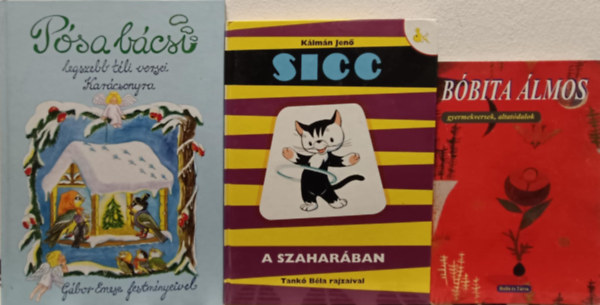 Pósa bácsi
legszebb téli versei
Karácsonyra
Gábor Emese festményeivel
Kálmán Jenő
SICC
A SZAHARÁBAN
Tankó Béla rajzaival
BÓBITA ÁLMOS
gyermekversek, altatódalok